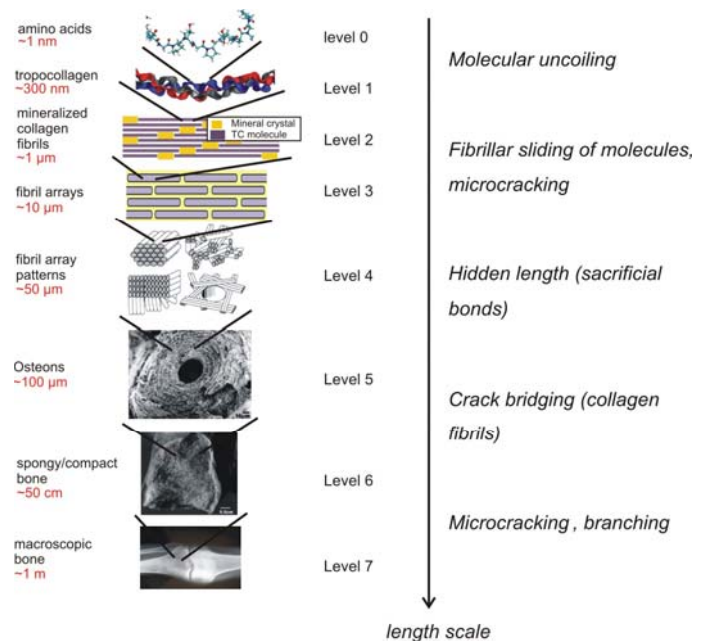 amino acids
~1 nm
level 0
tropocollagen
~300 nm
Level 1
mineralized
collagen
fibrils
~1 µm
Mineral crystal
TC molecule
Level 2
fibril arrays
~10 µm
Level 3
fibril array
patterns
~50 µm
Level 4
Osteons
~100 µm
Level 5
spongy/compact
bone
~50 cm
Level 6
macroscopic
bone
~1 m
Level 7
Molecular uncoiling
Fibrillar sliding of molecules,
microcracking
Hidden length (sacrificial
bonds)
Crack bridging (collagen
fibrils)
Microcracking , branching
length scale